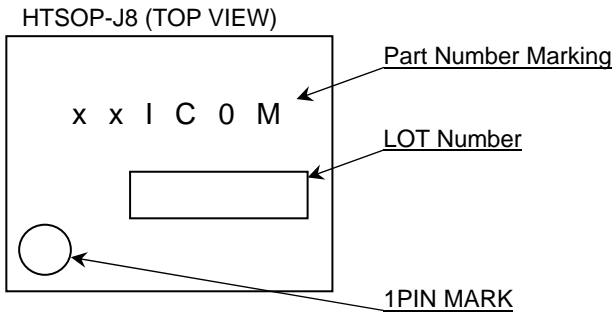 HTSOP-J8 (TOP VIEW)
Part Number Marking
x x I C 0 M
LOT Number
1PIN MARK